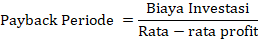 Payback Periode = Biaya Investasi
Rata − rata profit